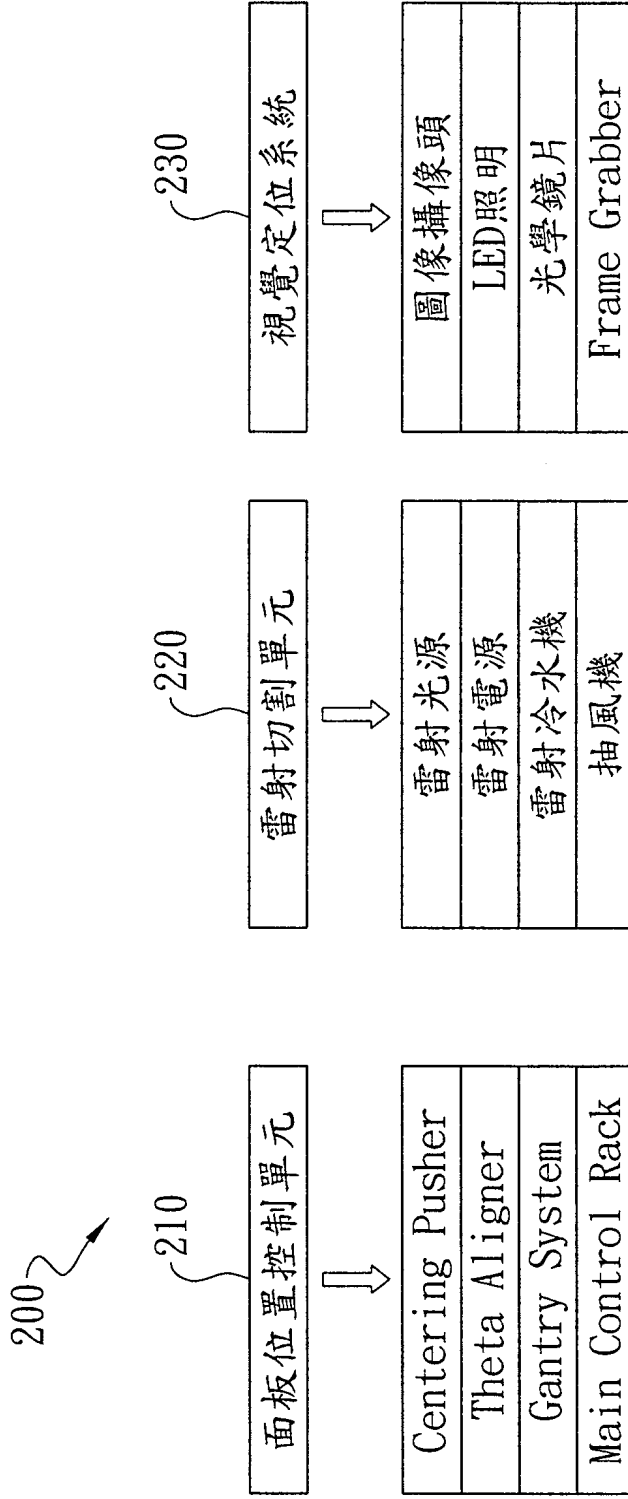 200
210
面板位置控制單元
Centering Pusher
Theta Aligner
Gantry System
Main Control Rack
220
雷射切割單元
雷射光源
雷射電源
雷射冷水機
抽風機
230
視覺定位系統
圖像攝像頭
LED照明
光學鏡片
Frame Grabber